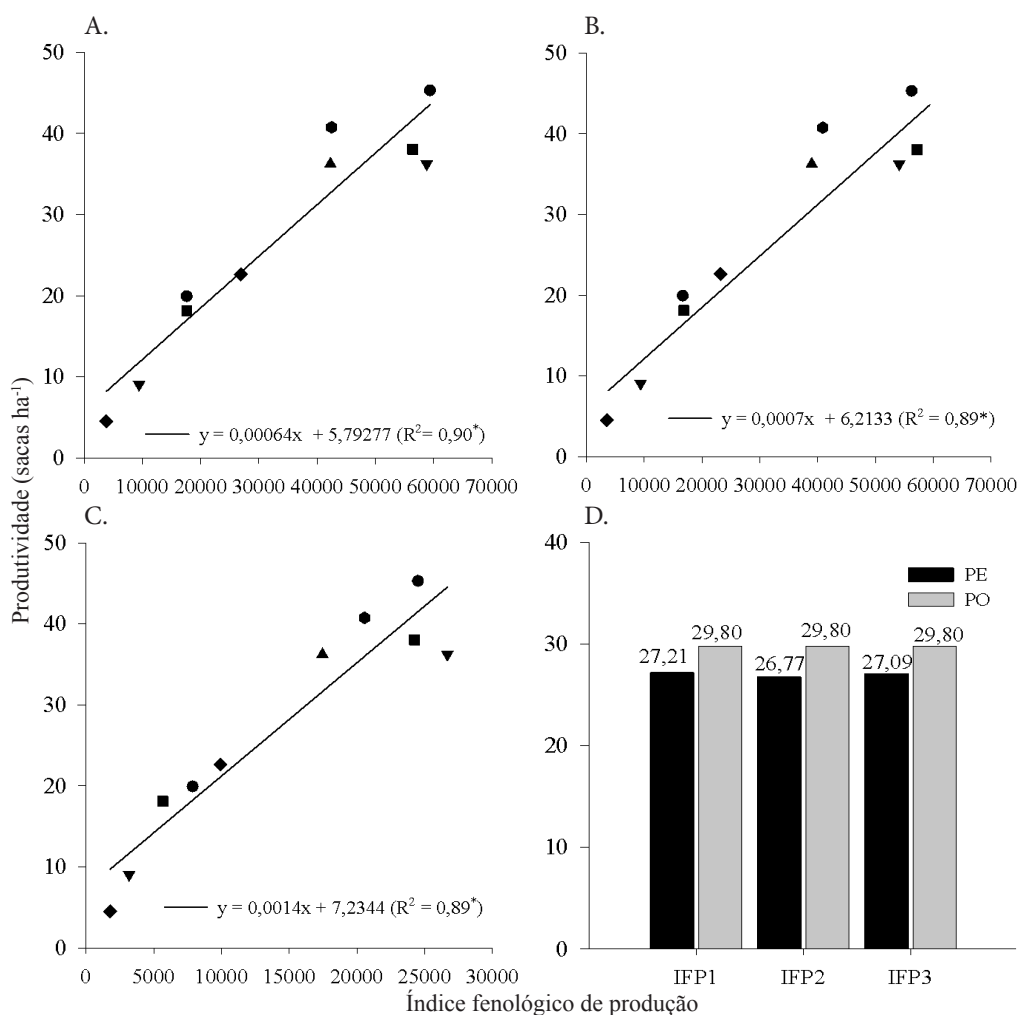 A.
50
40
30
20
10
0
y = 0,00064x + 5,79277 (R²= 0,90*)
0 10000 20000 30000 40000 50000 60000 70000
B.
50
40
30
20
10
0
y = 0,0007x + 6,2133 (R² = 0,89*)
0 10000 20000 30000 40000 50000 60000 70000
Produtividade (sacas ha⁻¹)
C.
50
40
30
20
10
0
y = 0,0014x + 7,2344 (R² = 0,89*)
0 5000 10000 15000 20000 25000 30000
D.
40
30
20
10
0
PE
PO
27,21 29,80 26,77 29,80 27,09 29,80
IFP1 IFP2 IFP3
Índice fenológico de produção